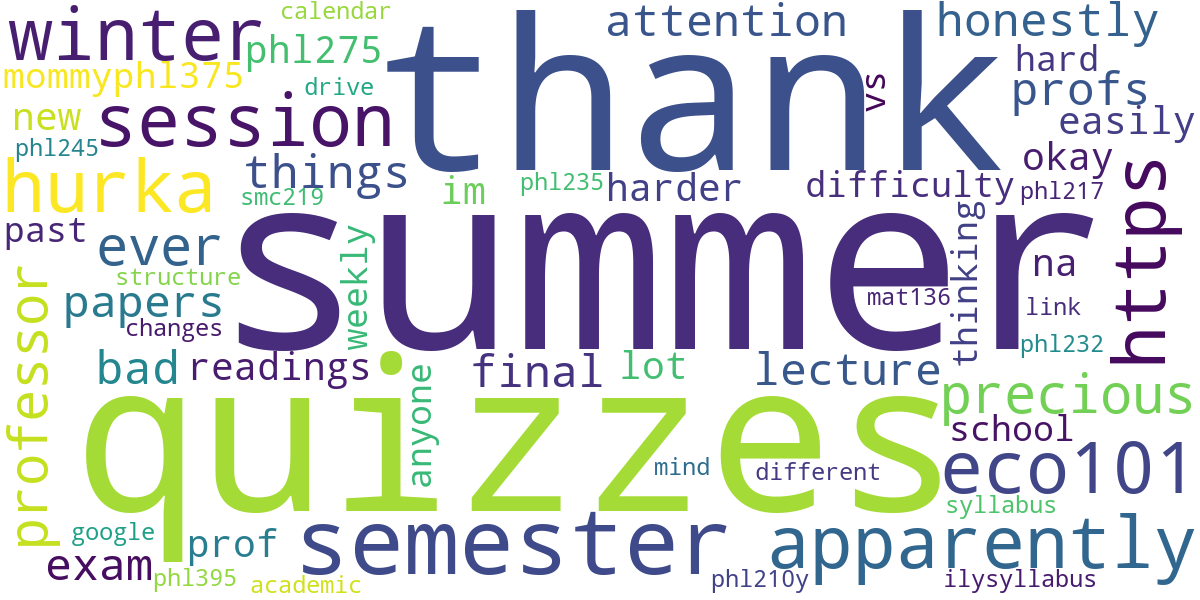 calendar
winter
thank
attention
honestly
phl275
hard
mommyphl375
drive
vs
profs
new
session
easily
phl245
things
okay
hurka
smc219
im
phl235
harder
difficulty
phl217
https
past
ever
summer
thinking
na
structure
weekly
papers
mat136
link
changes
professor
bad
readings
final
lot
lecture
phl232
quizzes
anyone
precious
school
mind
different
eco101
syllabus
google
prof
semester
apparently
exam
phl395
academic
phl210y
ilysyllabus